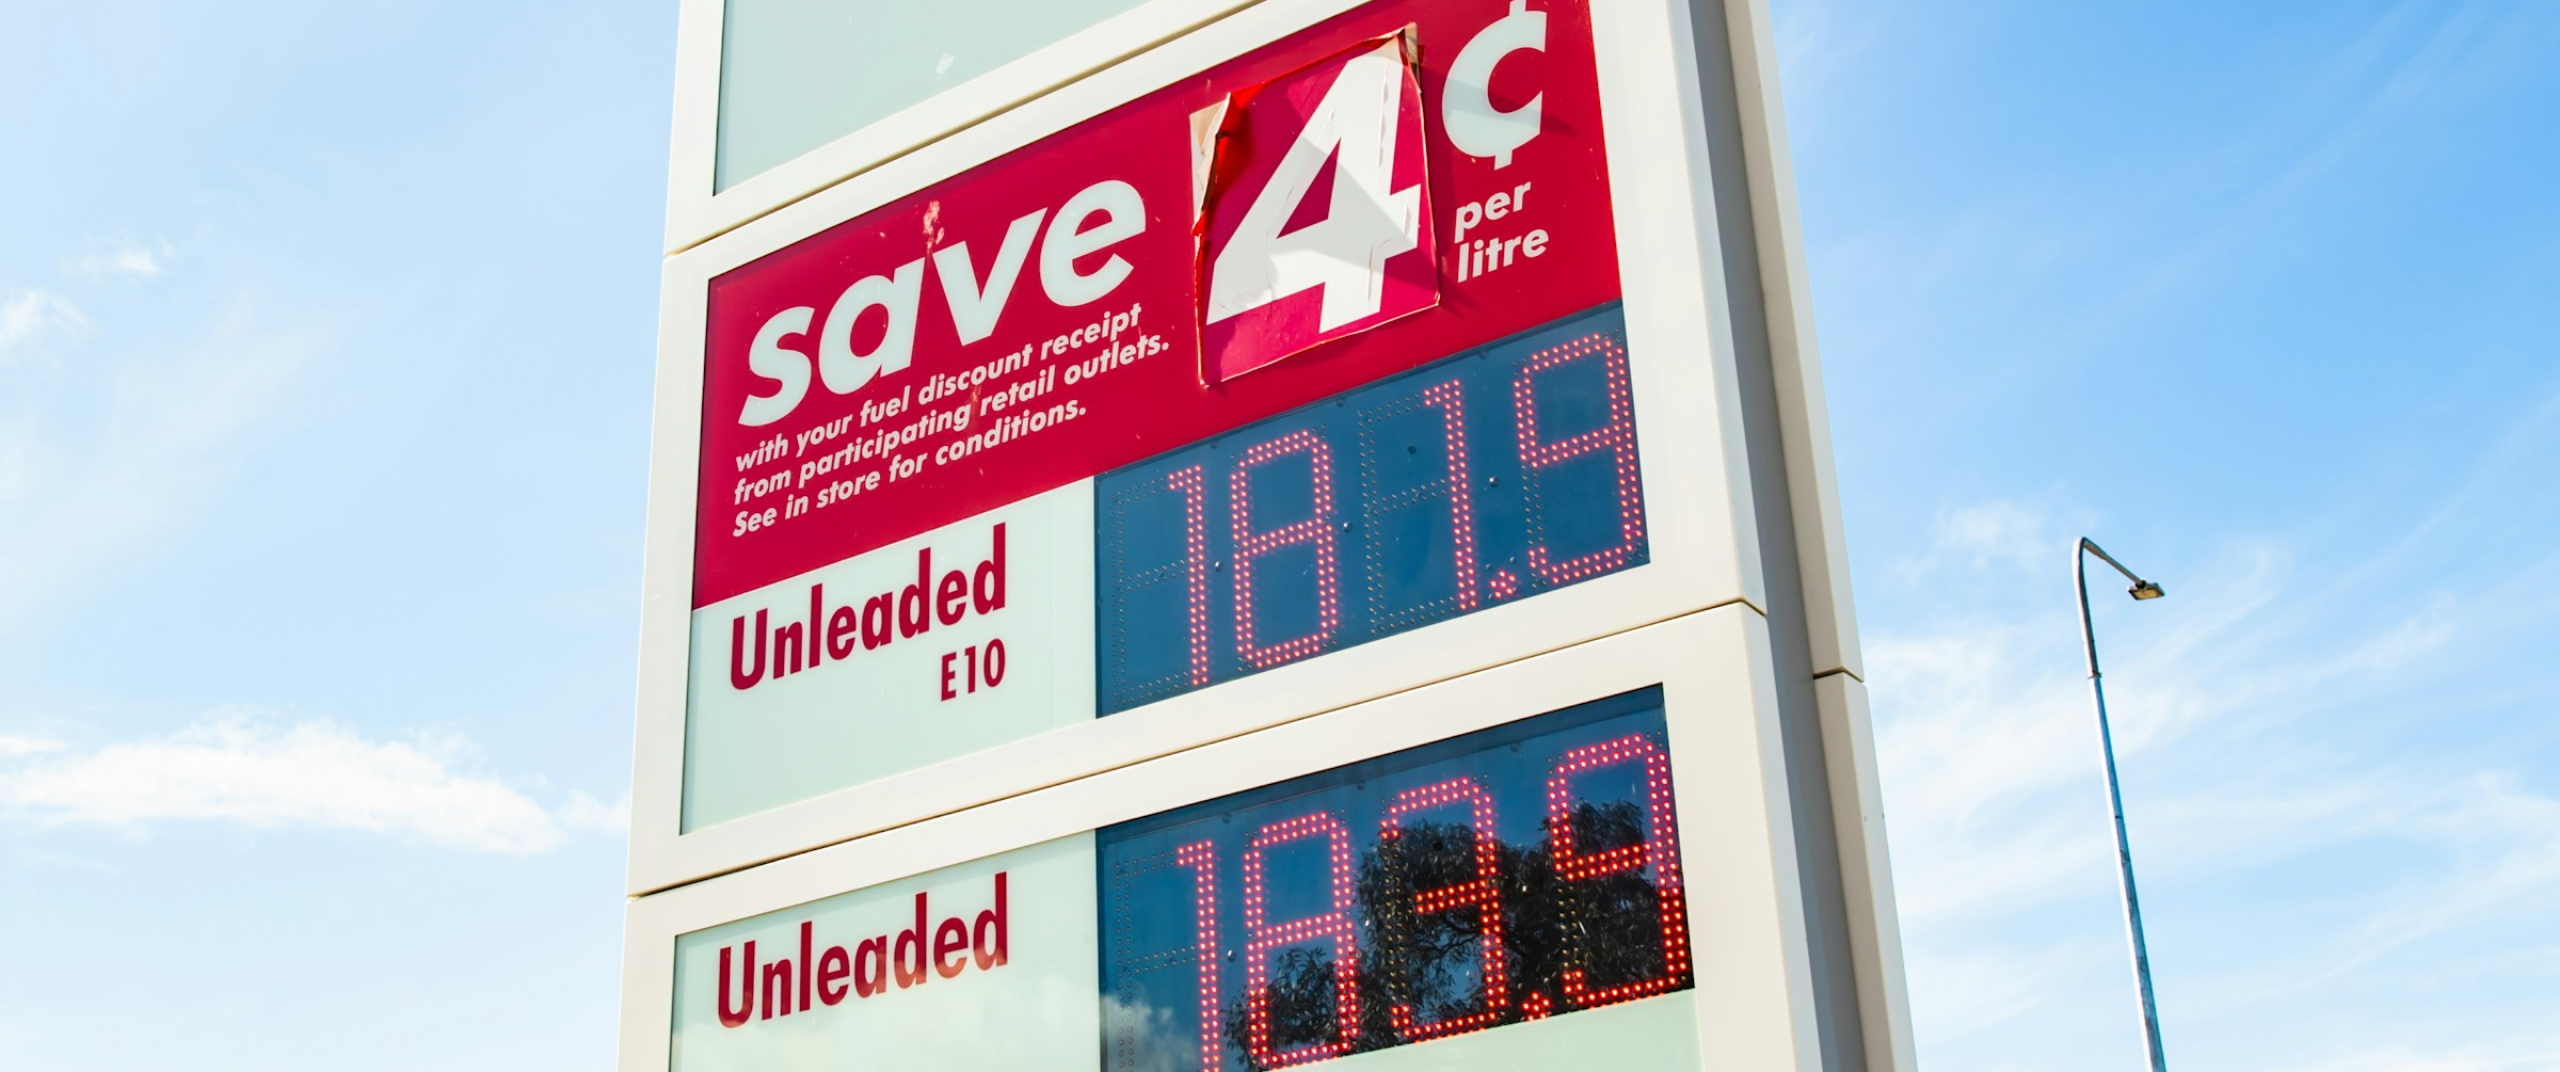 save 4¢
per
litre
with your fuel discount receipt
from participating retail outlets.
See in store for conditions.
Unleaded 181.9
E10
Unleaded 183.9